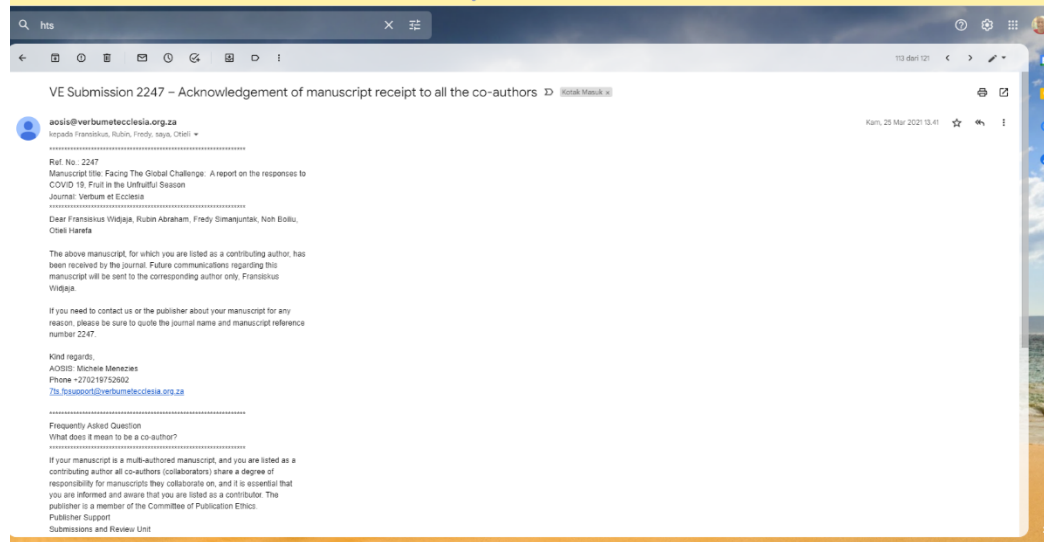 hts
113 dari 121
VE Submission 2247 – Acknowledgement of manuscript receipt to all the co-authors
Kotak Masuk x
aosis@verbumetecclesia.org.za
Kam, 25 Mar 2021 13.41
kepada Fransiskus, Rubin, Fredy, saya, Otieli
******************************************************************
Ref. No.: 2247
Manuscript title: Facing The Global Challenge: A report on the responses to
COVID 19, Fruit in the Unfruitful Season
Journal: Verbum et Ecclesia
******************************************************************
Dear Fransiskus Widjaja, Rubin Abraham, Fredy Simanjuntak, Noh Boiliu,
Otieli Harefa
The above manuscript, for which you are listed as a contributing author, has
been received by the journal. Future communications regarding this
manuscript will be sent to the corresponding author only, Fransiskus
Widjaja.
If you need to contact us or the publisher about your manuscript for any
reason, please be sure to quote the journal name and manuscript reference
number 2247.
Kind regards,
AOSIS: Michele Menezies
Phone +270219752602
7ts.fpsupport@verbumetecclesia.org.za
******************************************************************
Frequently Asked Question
What does it mean to be a co-author?
******************************************************************
If your manuscript is a multi-authored manuscript, and you are listed as a
contributing author all co-authors (collaborators) share a degree of
responsibility for manuscripts they collaborate on, and it is essential that
you are informed and aware that you are listed as a contributor. The
publisher is a member of the Committee of Publication Ethics.
Publisher Support
Submissions and Review Unit